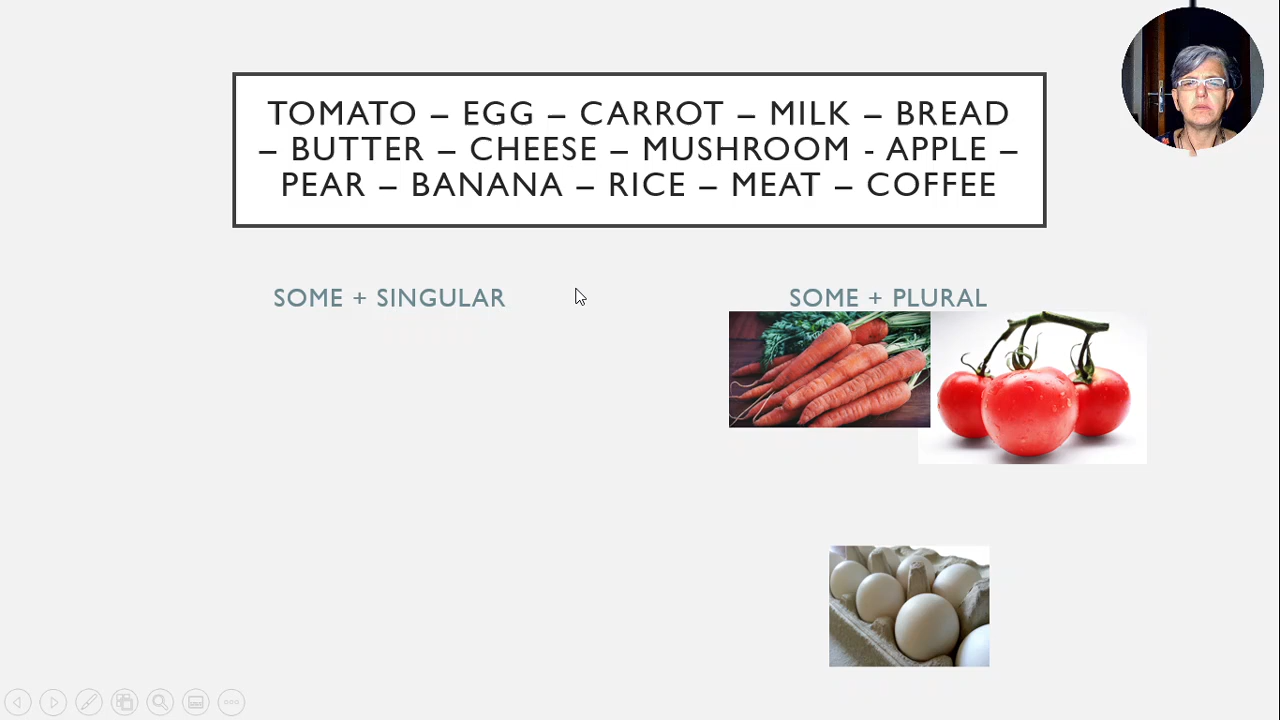 TOMATO – EGG – CARROT – MILK – BREAD
– BUTTER – CHEESE – MUSHROOM - APPLE –
PEAR – BANANA – RICE – MEAT – COFFEE
SOME + SINGULAR
SOME + PLURAL